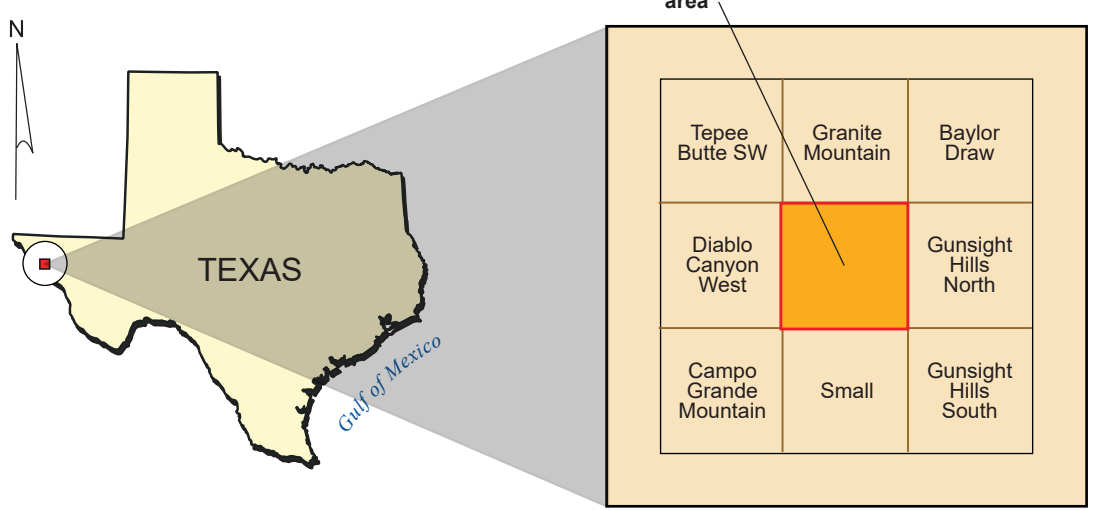 area
N
TEXAS
Gulf of Mexico
Tepee
Butte SW
Granite
Mountain
Baylor
Draw
Diablo
Canyon
West
Gunsight
Hills
North
Campo
Grande
Mountain
Small
Gunsight
Hills
South